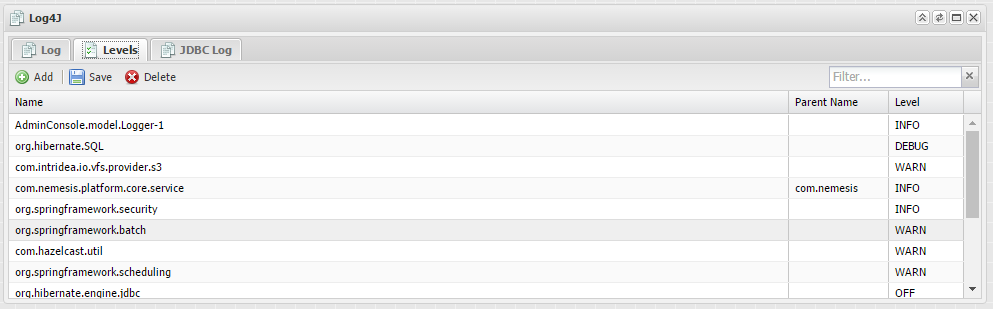 Log4J
Log Levels JDBC Log
Add Save Delete Filter...
Name Parent Name Level
AdminConsole.model.Logger-1 INFO
org.hibernate.SQL DEBUG
com.intridea.io.vfs.provider.s3 WARN
com.nemesis.platform.core.service com.nemesis INFO
org.springframework.security INFO
org.springframework.batch WARN
com.hazelcast.util WARN
org.springframework.scheduling WARN
org.hibernate.engine.jdbc OFF